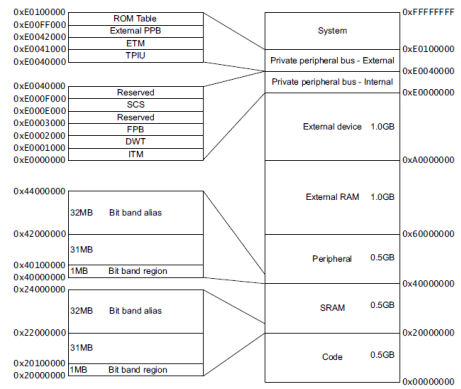 0xE0100000
ROM Table
0xE00FF000
External PPB
0xE0042000
ETM
0xE0041000
TPIU
0xE0040000
0xE0040000
Reserved
0xE000F000
SCS
0xE000E000
Reserved
0xE0003000
FPB
0xE0002000
DWT
0xE0001000
ITM
0xE0000000
0x44000000
32MB Bit band alias
0x42000000
31MB
0x40100000
1MB Bit band region
0x40000000
0x24000000
32MB Bit band alias
0x22000000
31MB
0x20100000
1MB Bit band region
0x20000000
0xFFFFFFFF
System
0xE0100000
Private peripheral bus - External
0xE0040000
Private peripheral bus - Internal
0xE0000000
External device 1.0GB
0xA0000000
External RAM 1.0GB
0x60000000
Peripheral 0.5GB
0x40000000
SRAM 0.5GB
0x20000000
Code 0.5GB
0x00000000